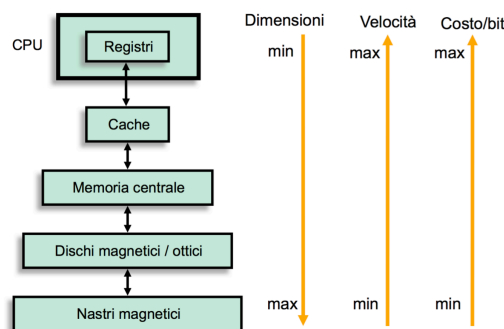 Dimensioni
Velocità
Costo/bit
CPU
Registri
min
max
max
Cache
Memoria centrale
Dischi magnetici / ottici
Nastri magnetici
max
min
min